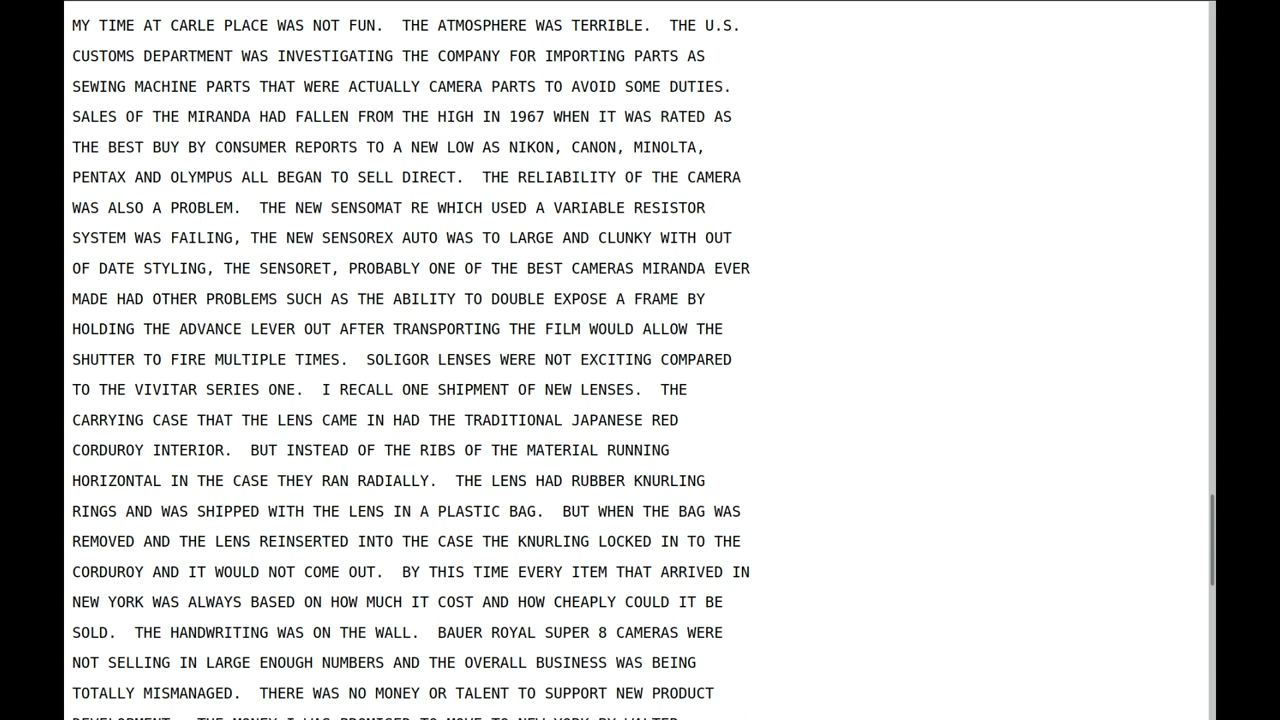 MY TIME AT CARLE PLACE WAS NOT FUN.  THE ATMOSPHERE WAS TERRIBLE.  THE U.S.
CUSTOMS DEPARTMENT WAS INVESTIGATING THE COMPANY FOR IMPORTING PARTS AS
SEWING MACHINE PARTS THAT WERE ACTUALLY CAMERA PARTS TO AVOID SOME DUTIES.
SALES OF THE MIRANDA HAD FALLEN FROM THE HIGH IN 1967 WHEN IT WAS RATED AS
THE BEST BUY BY CONSUMER REPORTS TO A NEW LOW AS NIKON, CANON, MINOLTA,
PENTAX AND OLYMPUS ALL BEGAN TO SELL DIRECT.  THE RELIABILITY OF THE CAMERA
WAS ALSO A PROBLEM.  THE NEW SENSOMAT RE WHICH USED A VARIABLE RESISTOR
SYSTEM WAS FAILING, THE NEW SENSOREX AUTO WAS TO LARGE AND CLUNKY WITH OUT
OF DATE STYLING, THE SENSORET, PROBABLY ONE OF THE BEST CAMERAS MIRANDA EVER
MADE HAD OTHER PROBLEMS SUCH AS THE ABILITY TO DOUBLE EXPOSE A FRAME BY
HOLDING THE ADVANCE LEVER OUT AFTER TRANSPORTING THE FILM WOULD ALLOW THE
SHUTTER TO FIRE MULTIPLE TIMES.  SOLIGOR LENSES WERE NOT EXCITING COMPARED
TO THE VIVITAR SERIES ONE.  I RECALL ONE SHIPMENT OF NEW LENSES.  THE
CARRYING CASE THAT THE LENS CAME IN HAD THE TRADITIONAL JAPANESE RED
CORDUROY INTERIOR.  BUT INSTEAD OF THE RIBS OF THE MATERIAL RUNNING
HORIZONTAL IN THE CASE THEY RAN RADIALLY.  THE LENS HAD RUBBER KNURLING
RINGS AND WAS SHIPPED WITH THE LENS IN A PLASTIC BAG.  BUT WHEN THE BAG WAS
REMOVED AND THE LENS REINSERTED INTO THE CASE THE KNURLING LOCKED IN TO THE
CORDUROY AND IT WOULD NOT COME OUT.  BY THIS TIME EVERY ITEM THAT ARRIVED IN
NEW YORK WAS ALWAYS BASED ON HOW MUCH IT COST AND HOW CHEAPLY COULD IT BE
SOLD.  THE HANDWRITING WAS ON THE WALL.  BAUER ROYAL SUPER 8 CAMERAS WERE
NOT SELLING IN LARGE ENOUGH NUMBERS AND THE OVERALL BUSINESS WAS BEING
TOTALLY MISMANAGED.  THERE WAS NO MONEY OR TALENT TO SUPPORT NEW PRODUCT
DEVELOPMENT.  THE MONEY I WAS PROMISED TO MOVE TO NEW YORK BY WALTER